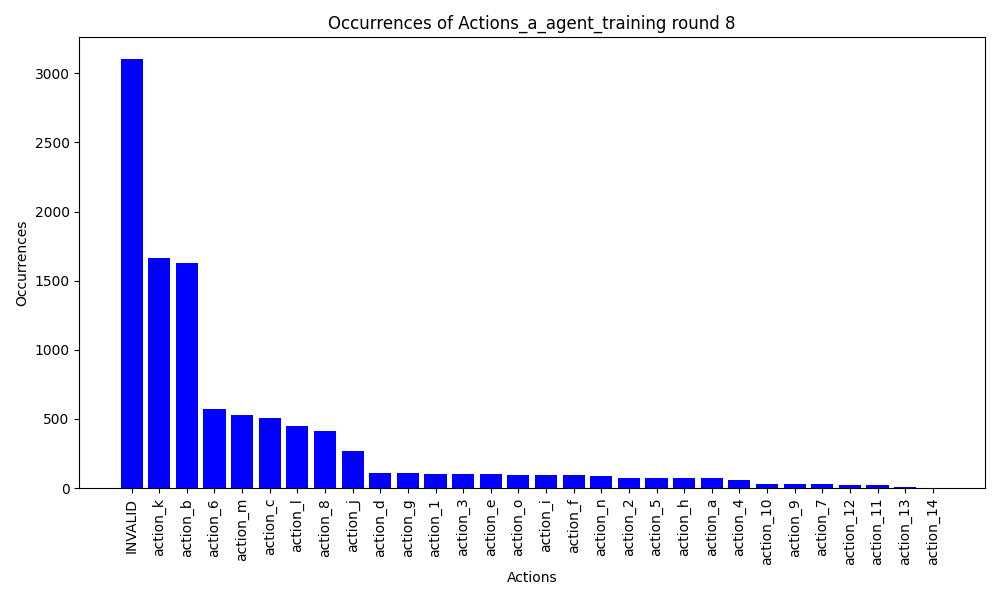 Occurrences of Actions_a_agent_training round 8
3000
2500
2000
1500
1000
500
0
Occurrences
INVALID
action_k
action_b
action_6
action_m
action_c
action_l
action_8
action_j
action_d
action_g
action_1
action_3
action_e
action_o
action_i
action_f
action_n
action_2
action_5
action_h
action_a
action_4
action_10
action_9
action_7
action_12
action_11
action_13
action_14
Actions